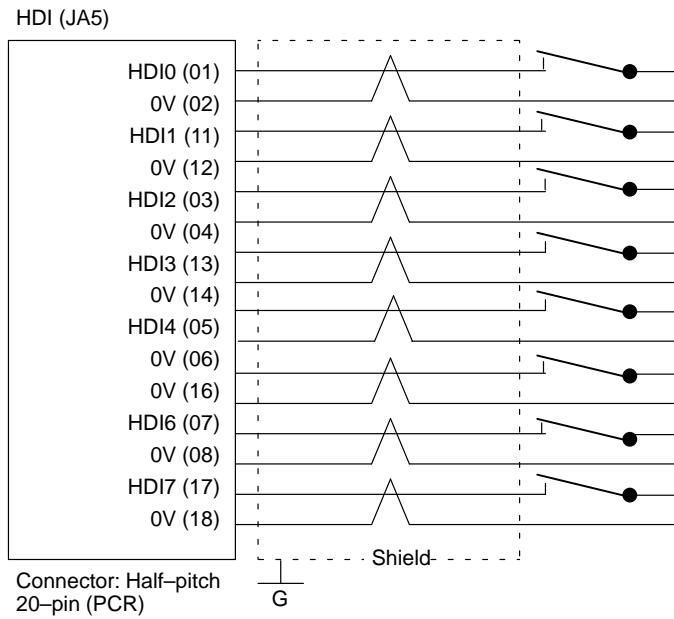 HDI (JA5)
HDI0 (01)
0V (02)
HDI1 (11)
0V (12)
HDI2 (03)
0V (04)
HDI3 (13)
0V (14)
HDI4 (05)
0V (06)
0V (16)
HDI6 (07)
0V (08)
HDI7 (17)
0V (18)
Shield
G
Connector: Half–pitch
20–pin (PCR)